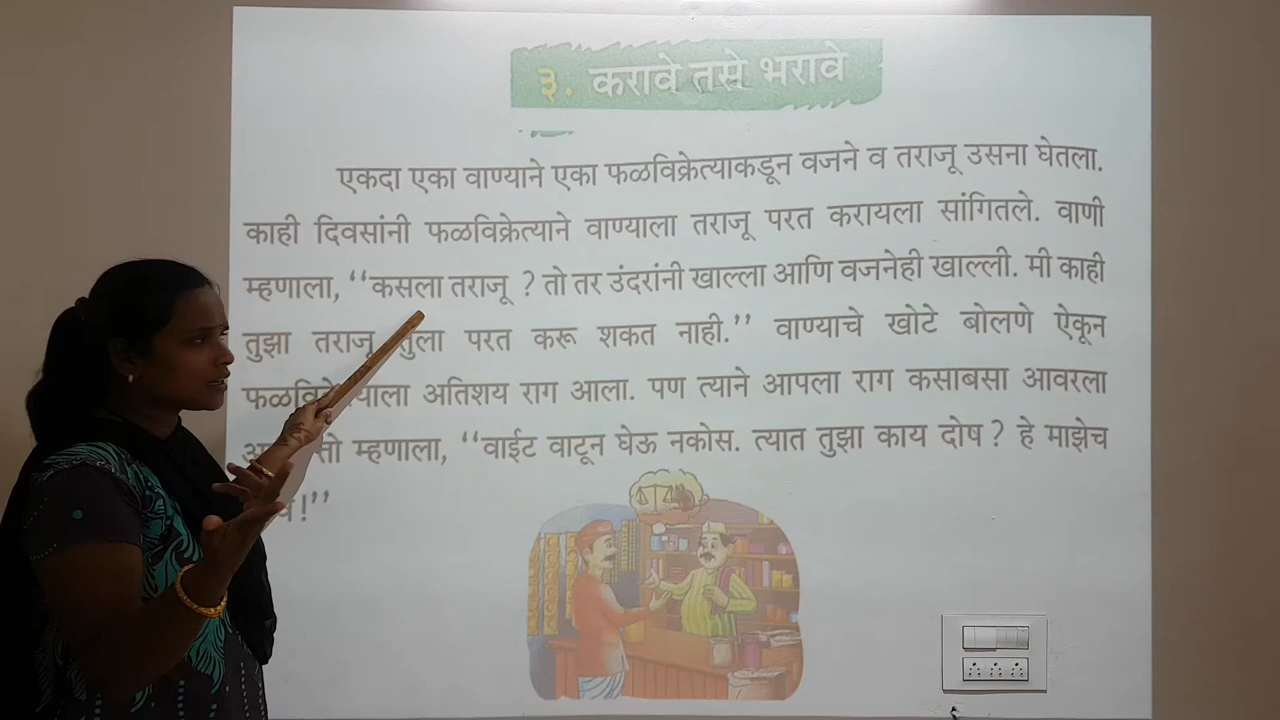 ३. करावे तसे भरावे
एकदा एका वाण्याने एका फळविक्रेत्याकडून वजने व तराजू उसना घेतला.
काही दिवसांनी फळविक्रेत्याने वाण्याला तराजू परत करायला सांगितले. वाणी
म्हणाला, ‘‘कसला तराजू ? तो तर उंदरांनी खाल्ला आणि वजनेही खाल्ली. मी काही
तुझा तराजू तुला परत करू शकत नाही.’’ वाण्याचे खोटे बोलणे ऐकून
अतिशय राग आला. पण त्याने आपला राग कसाबसा आवरला
तो म्हणाला, ‘‘वाईट वाटून घेऊ नकोस. त्यात तुझा काय दोष ? हे माझेच